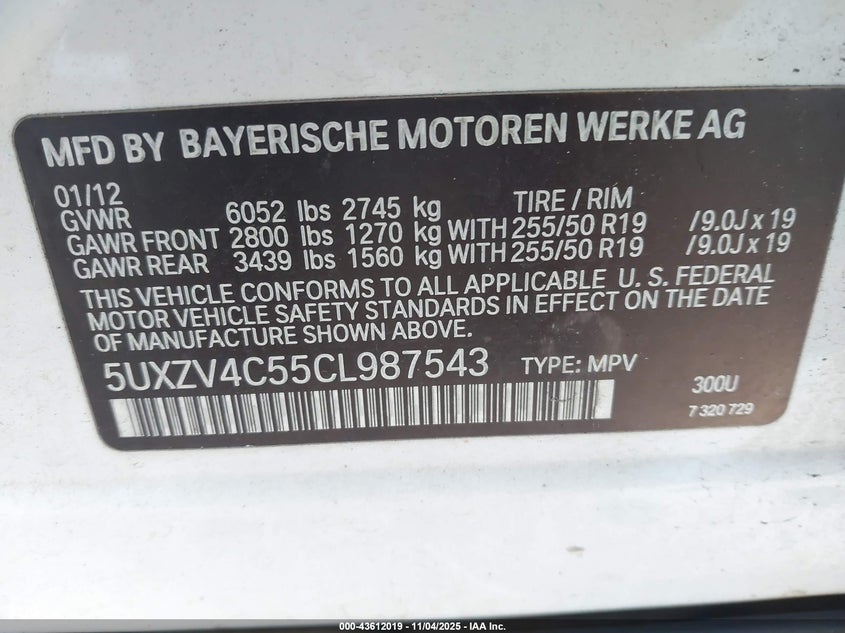 MFD BY BAYERISCHE MOTOREN WERKE AG
01/12 TIRE / RIM
GVWR 6052 lbs 2745 kg
GAWR FRONT 2800 lbs 1270 kg WITH 255/50 R19 /9.0J x 19
GAWR REAR 3439 lbs 1560 kg WITH 255/50 R19 /9.0J x 19
THIS VEHICLE CONFORMS TO ALL APPLICABLE U. S. FEDERAL
MOTOR VEHICLE SAFETY STANDARDS IN EFFECT ON THE DATE
OF MANUFACTURE SHOWN ABOVE.
5UXZV4C55CL987543 TYPE: MPV
300U
7 320 729
000-43612019 - 11/04/2025 - IAA Inc.